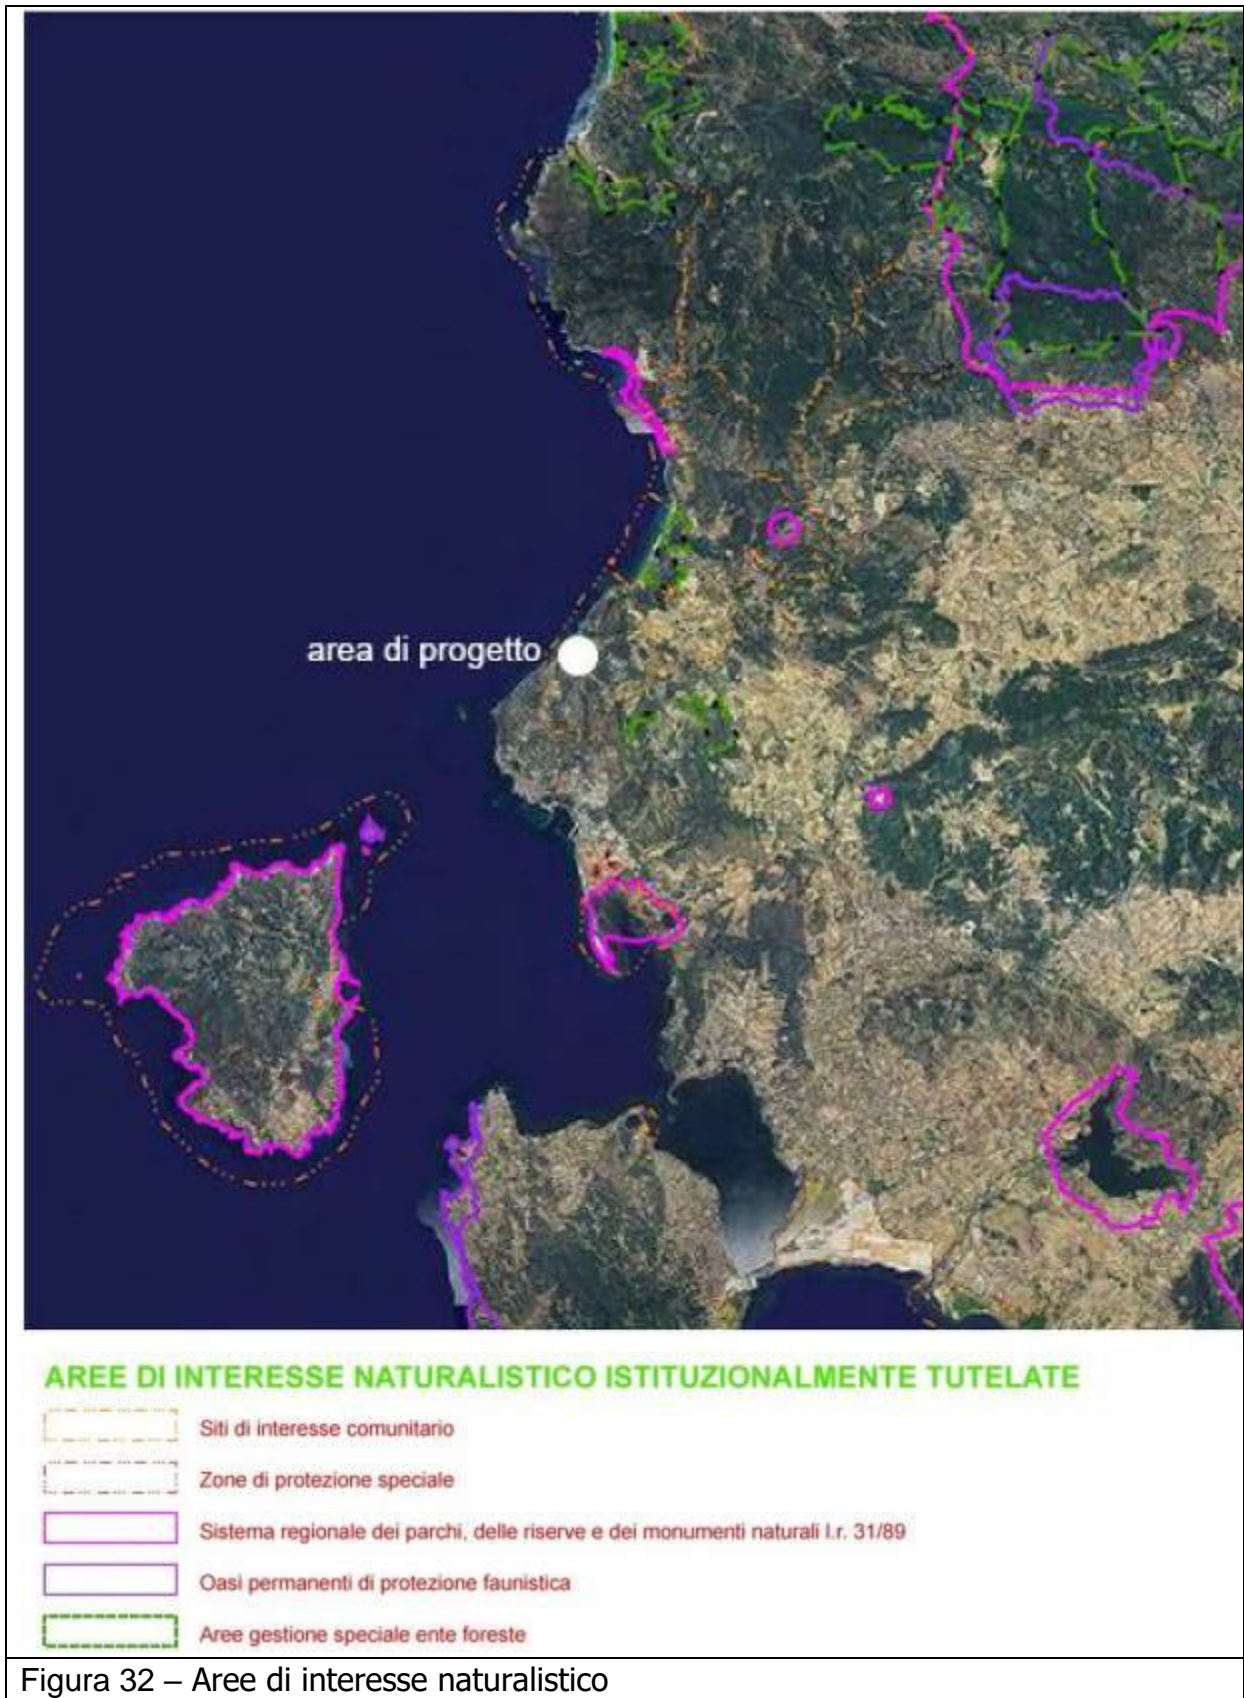 area di progetto
AREE DI INTERESSE NATURALISTICO ISTITUZIONALMENTE TUTELATE
Siti di interesse comunitario
Zone di protezione speciale
Sistema regionale dei parchi, delle riserve e dei monumenti naturali l.r. 31/89
Oasi permanenti di protezione faunistica
Aree gestione speciale ente foreste
Figura 32 – Aree di interesse naturalistico